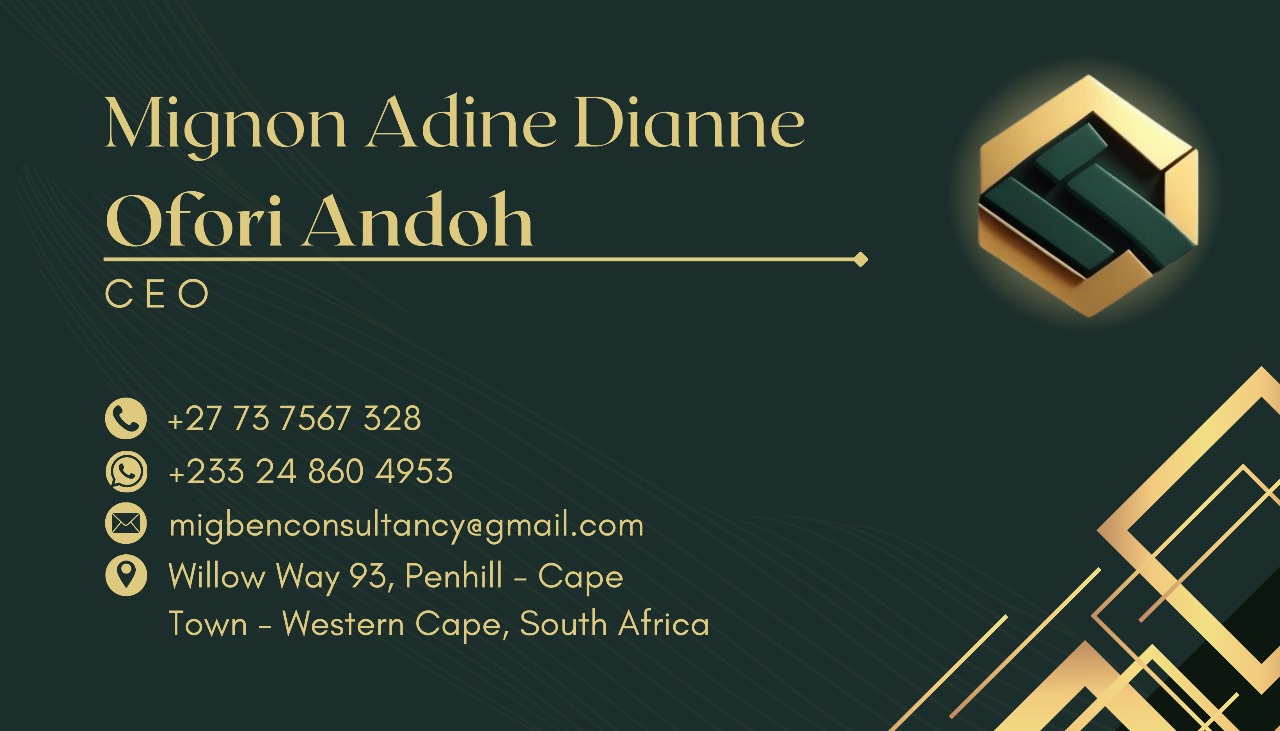 Mignon Adine Dianne
Ofori Andoh
CEO
+27 73 7567 328
+233 24 860 4953
migbenconsultancy@gmail.com
Willow Way 93, Penhill - Cape
Town - Western Cape, South Africa